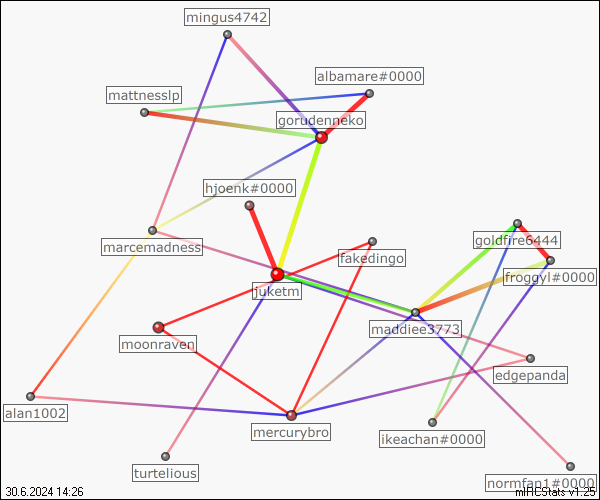 mingus4742
albamare#0000
mattnesslp
gorudenneko
hjoenk#0000
marcemadness
fakedingo
goldfire6444
froggyl#0000
juketm
maddiee3773
moonraven
edgepanda
alan1002
mercurybro
ikeachan#0000
turtelious
normfan1#0000
30.6.2024 14:26
mIRCStats v1.25